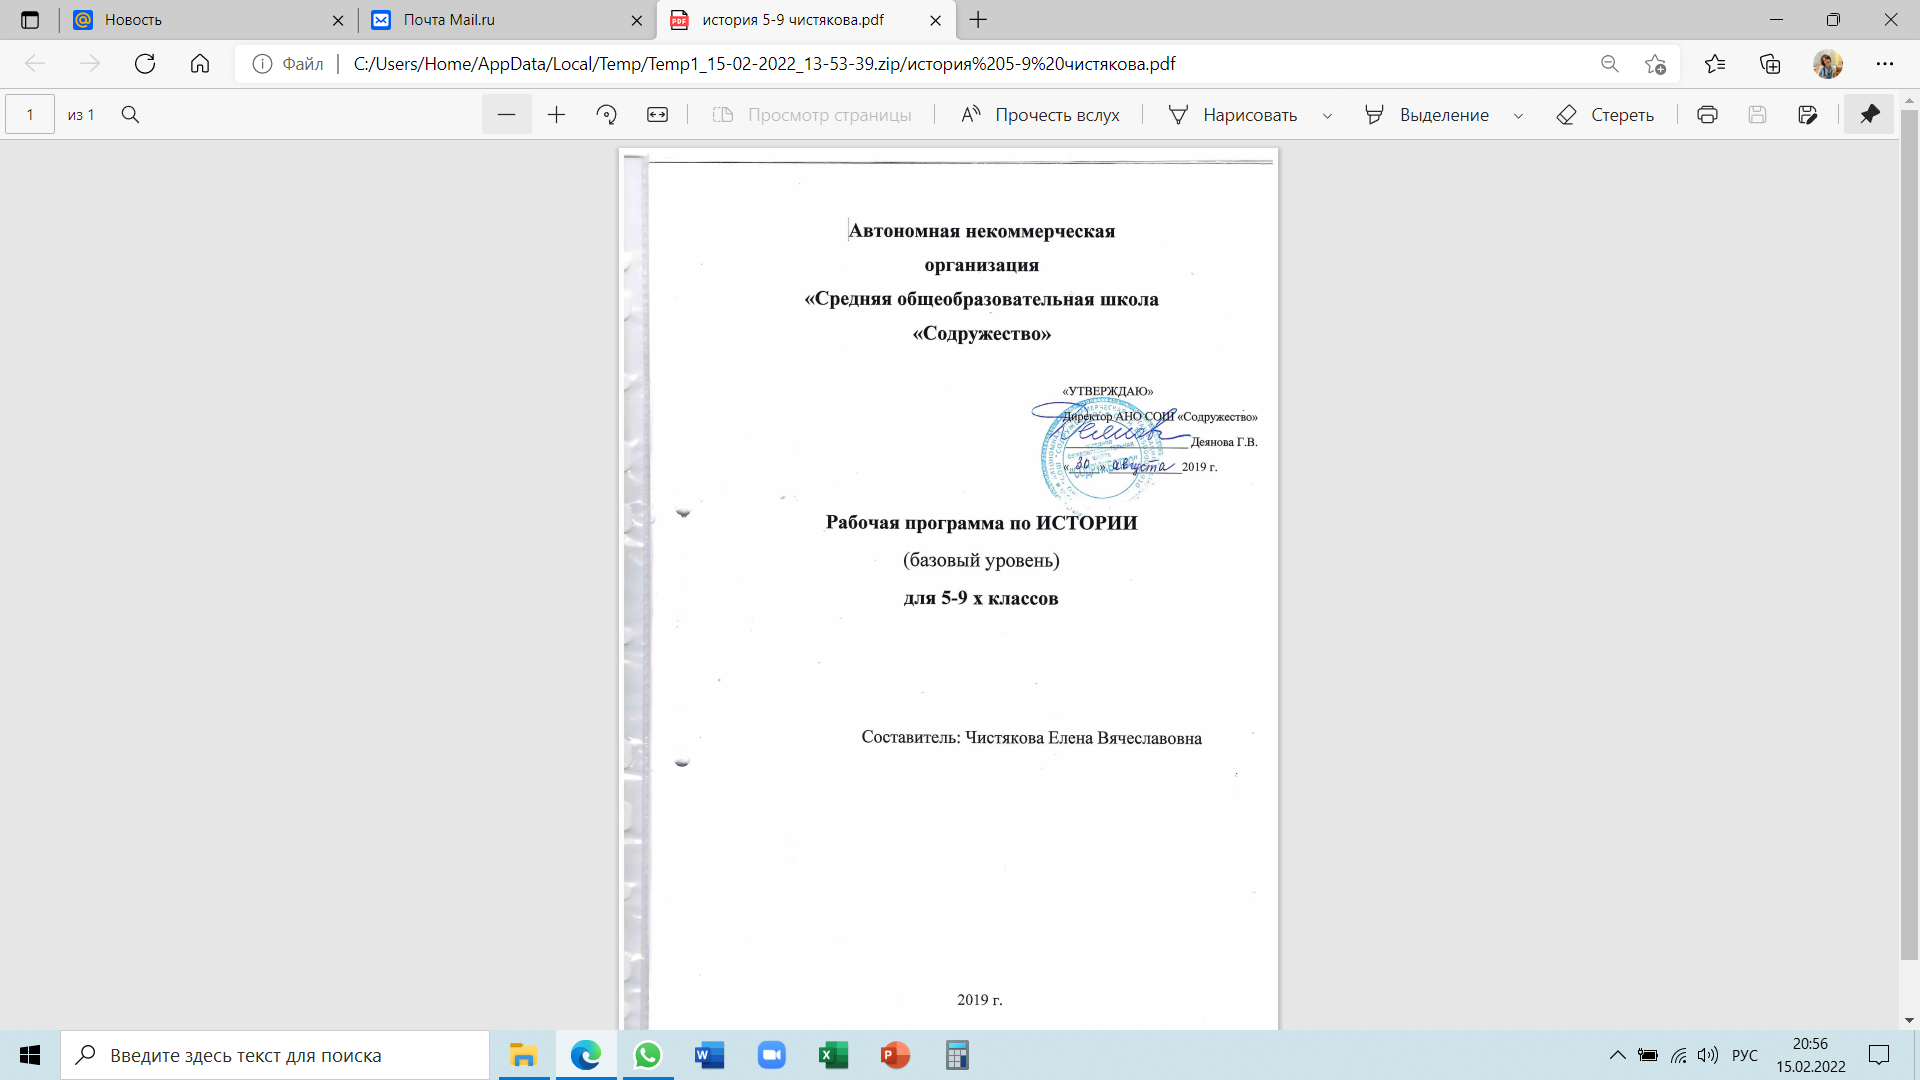 Новость
Почта Mail.ru
история 5-9 чистякова.pdf
Файл
C:/Users/Home/AppData/Local/Temp/Temp1_15-02-2022_13-53-39.zip/история%205-9%20чистякова.pdf
1
из 1
Просмотр страницы
Прочесть вслух
Нарисовать
Выделение
Стереть
Автономная некоммерческая
организация
«Средняя общеобразовательная школа
«Содружество»
«УТВЕРЖДАЮ»
Директор АНО СОШ «Содружество»
Деянова Г.В.
«30» августа 2019 г.
Рабочая программа по ИСТОРИИ
(базовый уровень)
для 5-9 х классов
Составитель: Чистякова Елена Вячеславовна
2019 г.
Введите здесь текст для поиска
РУС
20:56
15.02.2022